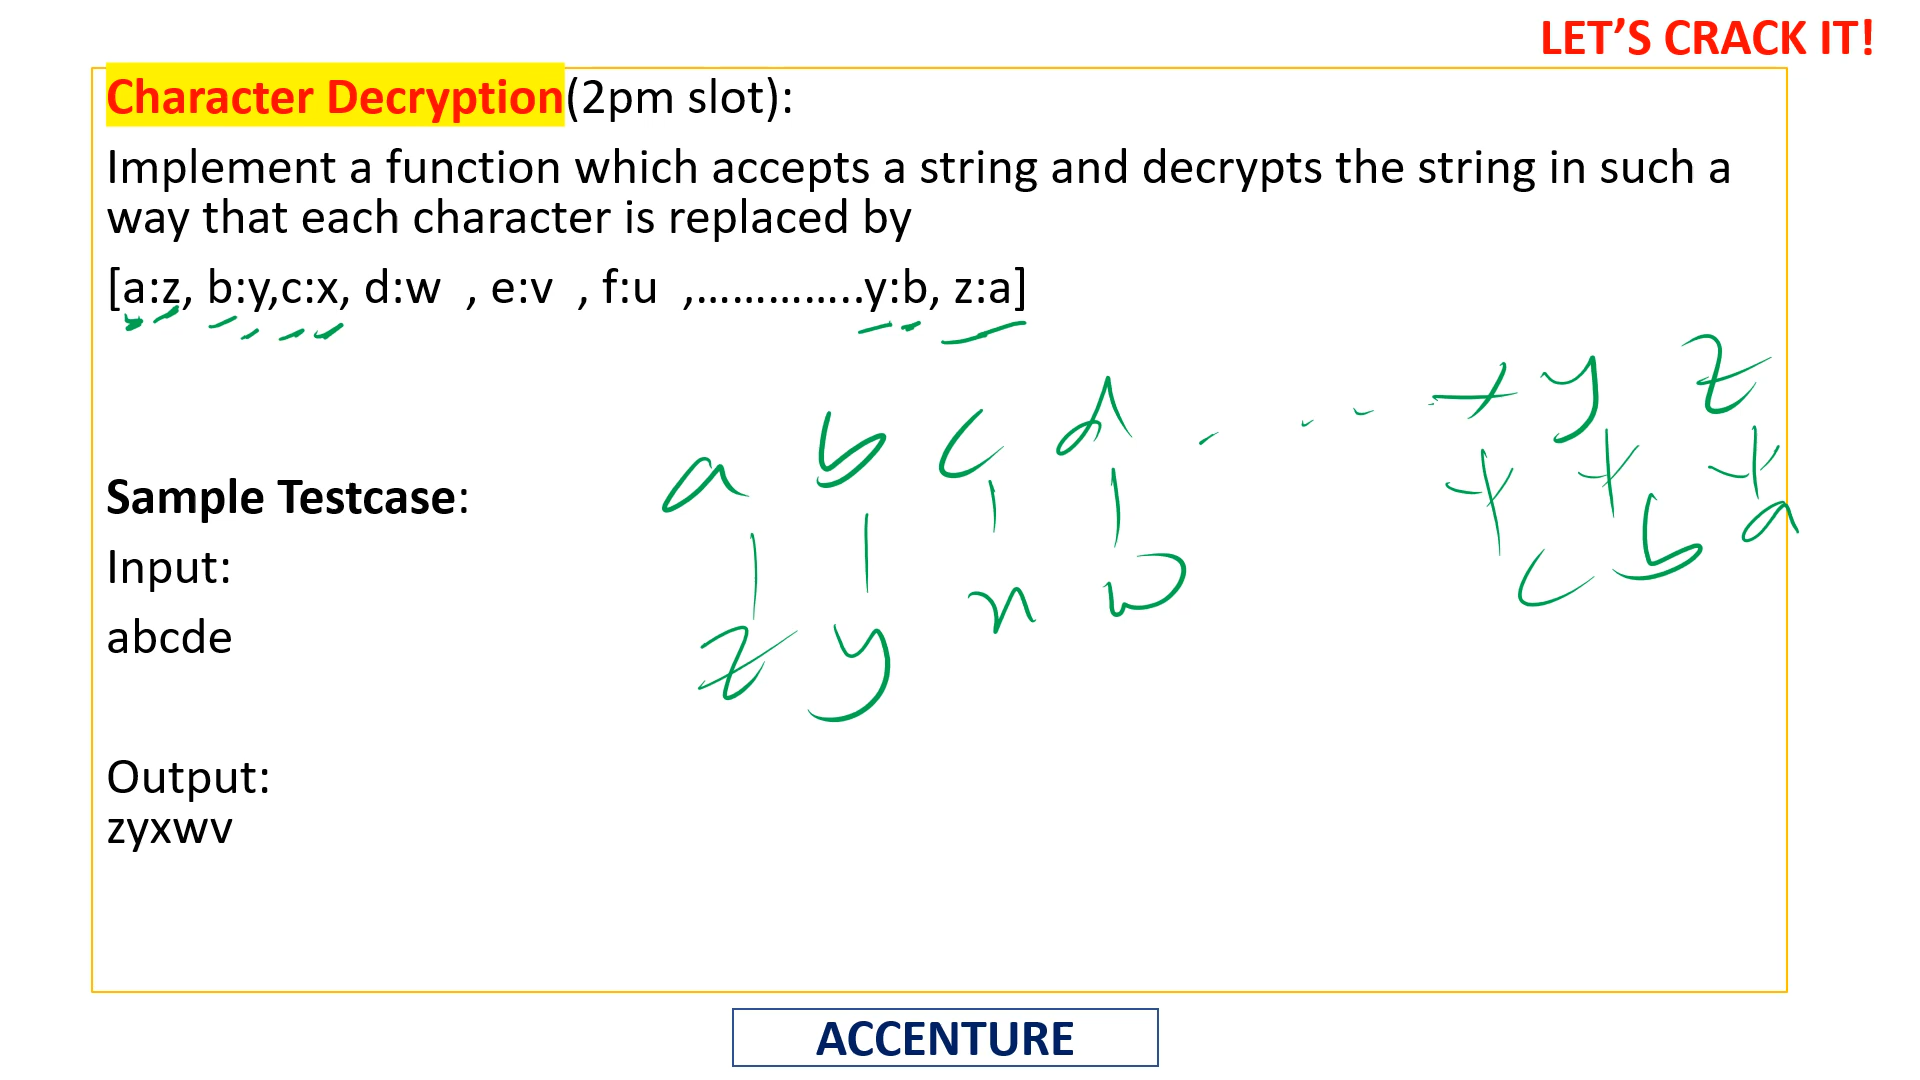 LET’S CRACK IT!
Character Decryption(2pm slot):
Implement a function which accepts a string and decrypts the string in such a
way that each character is replaced by
[a:z, b:y,c:x, d:w , e:v , f:u ,…………..y:b, z:a]
a b c d . . . x y z
z y x w c b a
Sample Testcase:
Input:
abcde
Output:
zyxwv
ACCENTURE